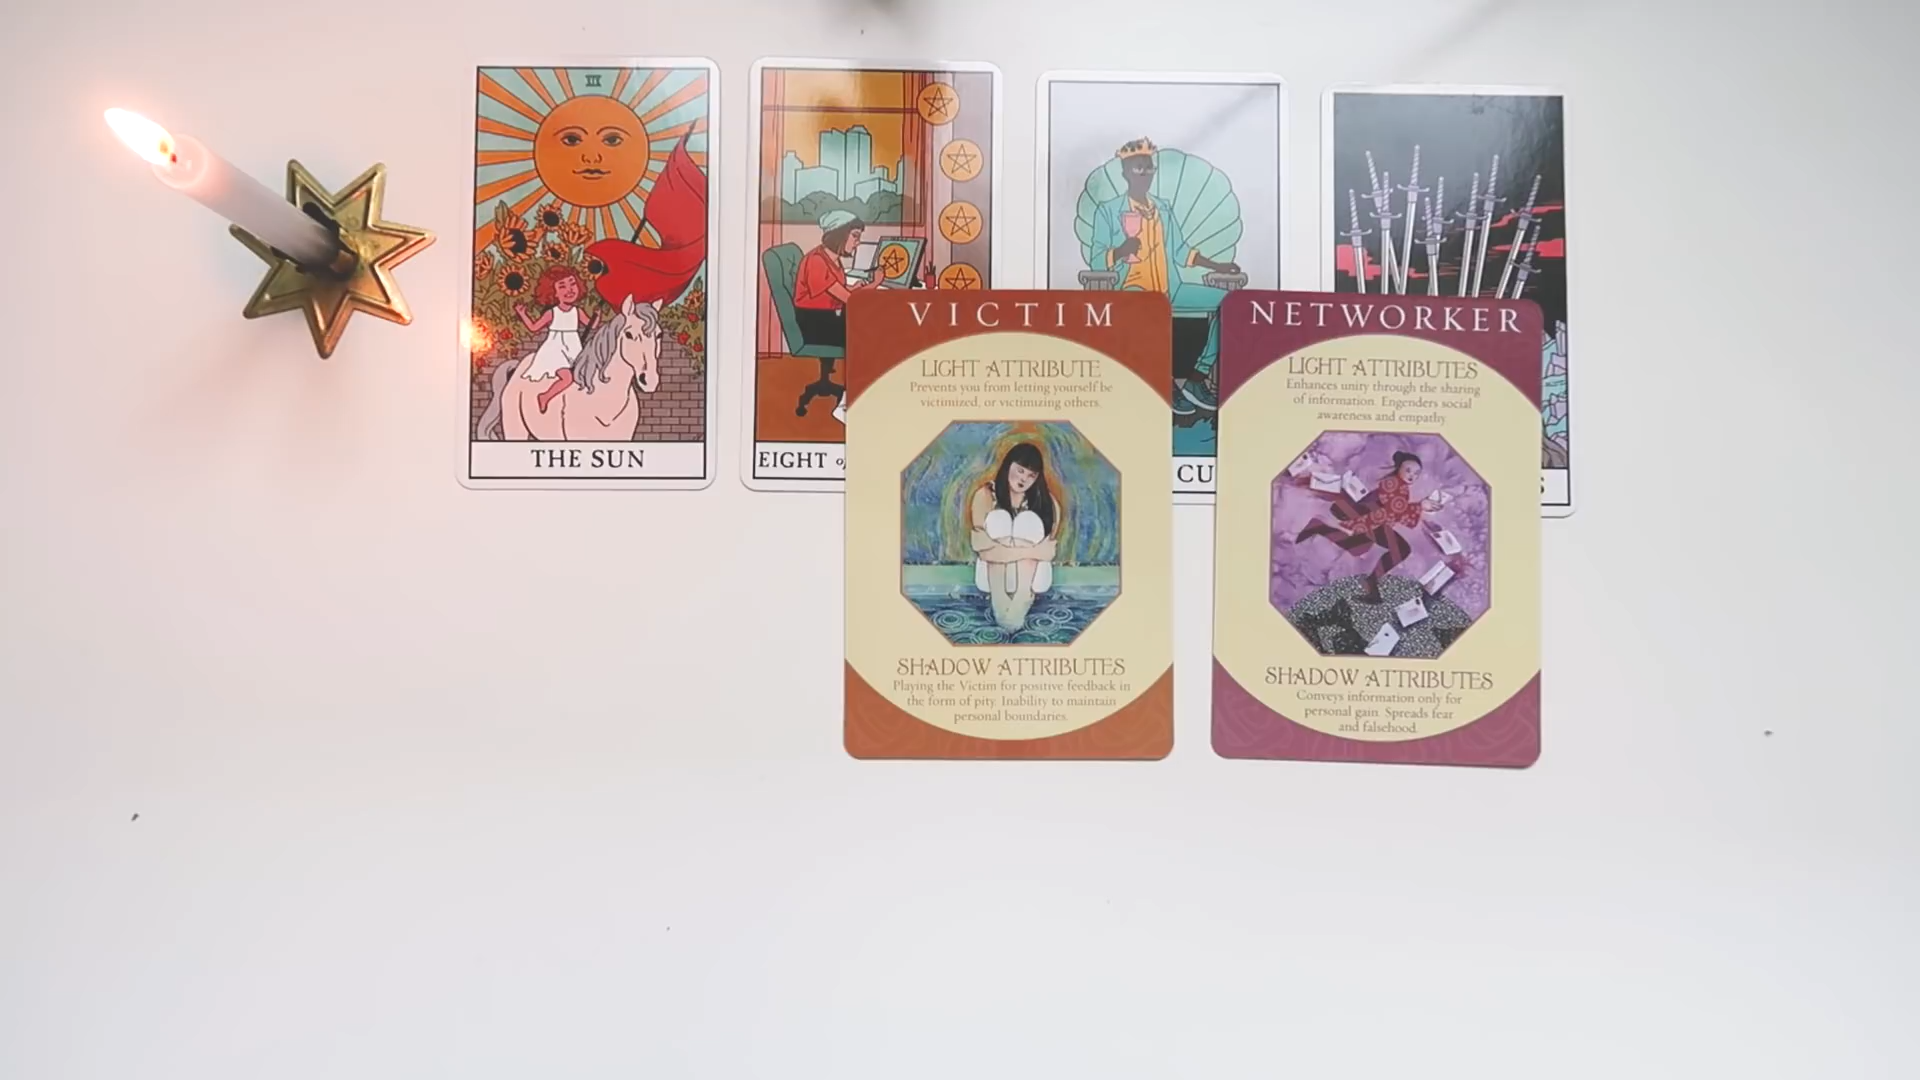 XIX
THE SUN
EIGHT of
CU
S
VICTIM
LIGHT ATTRIBUTE
Prevents you from letting yourself be
victimized, or victimizing others.
SHADOW ATTRIBUTES
Playing the Victim for positive feedback in
the form of pity. Inability to maintain
personal boundaries.
NETWORKER
LIGHT ATTRIBUTES
Enhances unity through the sharing
of information. Engenders social
awareness and empathy
SHADOW ATTRIBUTES
Conveys information only for
personal gain. Spreads fear
and falsehood.